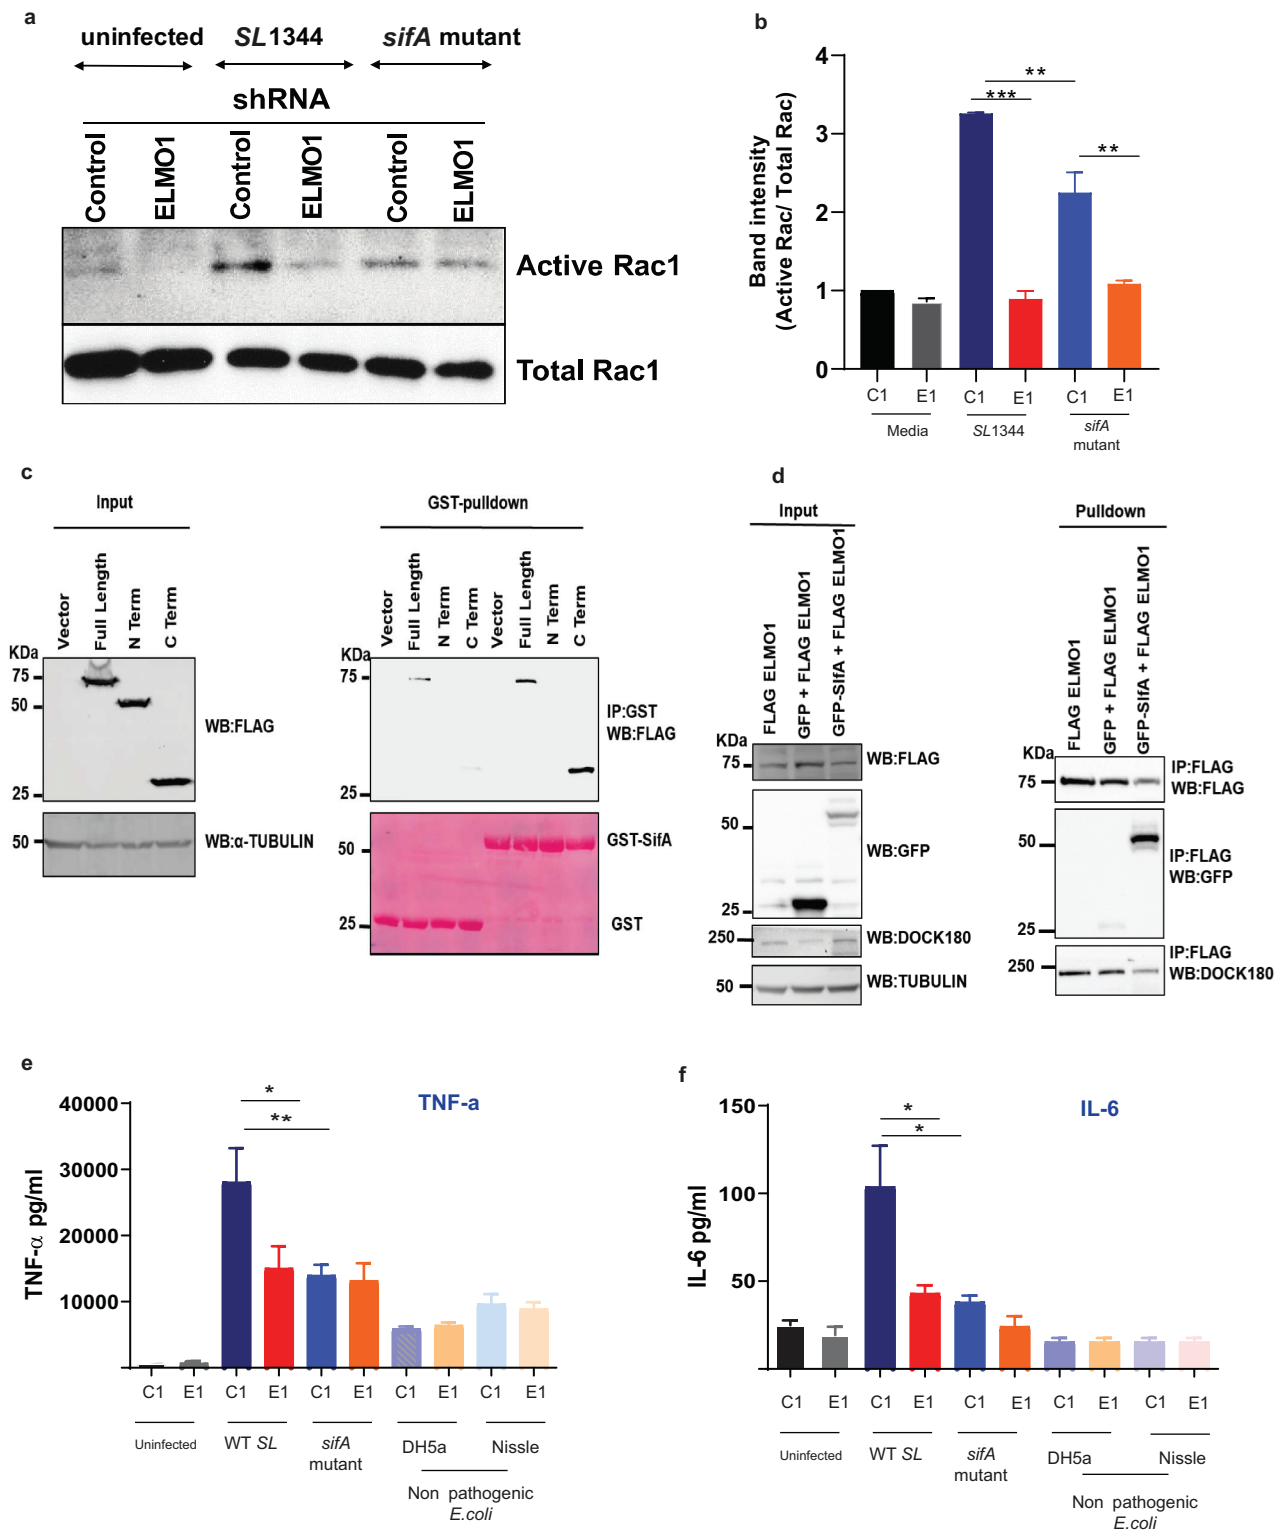 a
uninfected SL1344 sifA mutant
shRNA
Control ELMO1 Control ELMO1 Control ELMO1
Active Rac1
Total Rac1
b
Band intensity
(Active Rac/ Total Rac)
4
3
2
1
0
**
***
**
C1 E1 C1 E1 C1 E1
Media SL1344 sifA
mutant
c
Input
Vector Full Length N Term C Term
KDa
75
50
25
WB:FLAG
50
WB:α-TUBULIN
GST-pulldown
Vector Full Length N Term C Term Vector Full Length N Term C Term
KDa
75
50
25
IP:GST
WB:FLAG
50
25
GST-SifA
GST
d
Input
FLAG ELMO1 GFP + FLAG ELMO1 GFP-SIfA + FLAG ELMO1
KDa
75
WB:FLAG
50
25
WB:GFP
250
WB:DOCK180
50
WB:TUBULIN
Pulldown
FLAG ELMO1 GFP + FLAG ELMO1 GFP-SIfA + FLAG ELMO1
KDa
75
IP:FLAG
WB:FLAG
50
25
IP:FLAG
WB:GFP
250
IP:FLAG
WB:DOCK180
e
TNF-a
TNF-α pg/ml
40000
30000
20000
10000
*
**
C1 E1 C1 E1 C1 E1 C1 E1 C1 E1
Uninfected WT SL sifA
mutant DH5a Nissle
Non pathogenic
E.coli
f
IL-6
IL-6 pg/ml
150
100
50
0
*
*
C1 E1 C1 E1 C1 E1 C1 E1 C1 E1
Uninfected WT SL sifA
mutant DH5a Nissle
Non pathogenic
E.coli